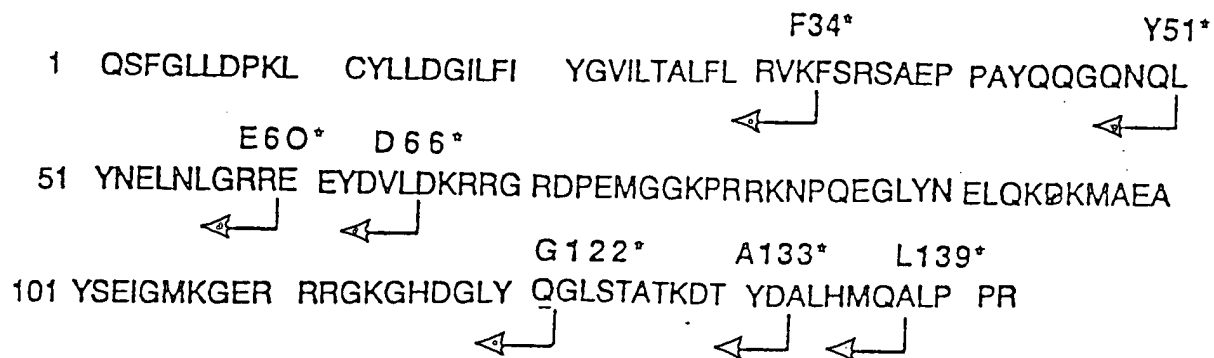 F34* Y51*
1 QSFGLLDPKL CYLLDGILFI YGVILTALFL RVKFSRSAEP PAYQQGQNQL
E60* D66*
51 YNELNLGRRE EYDVLDKRRG RDPEMGGKPRRKNPQEGLYN ELQKDKMAEA
G122* A133* L139*
101 YSEIGMKGER RRGKGHDGLY QGLSTATKDT YDALHMQALP PR